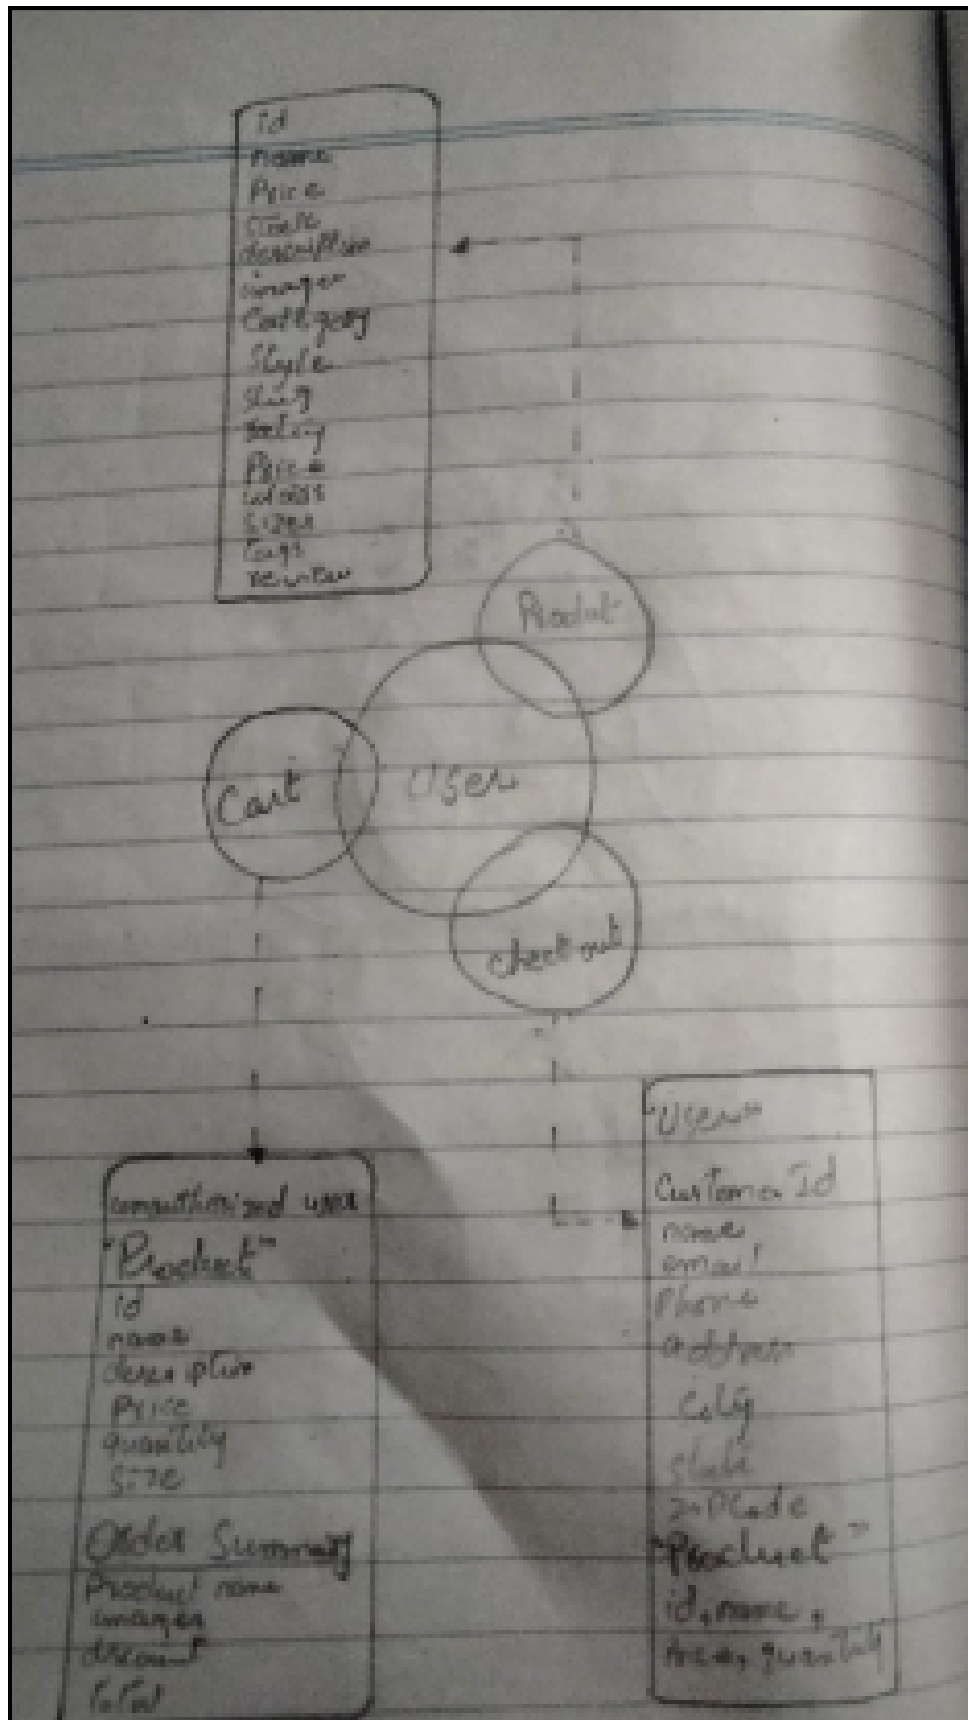 id
name
Price
Stock
description
images
Category
Style
rating
Price
colors
sizes
tags
review
Product
User
Cart
checkout
unauthorized user
"Product"
id
name
description
Price
quantity
size
Order Summary
Product name
images
discount
total
"User"
Customer Id
name
email
Phone
address
City
state
zipCode
"Product"
id, name,
Price, quantity